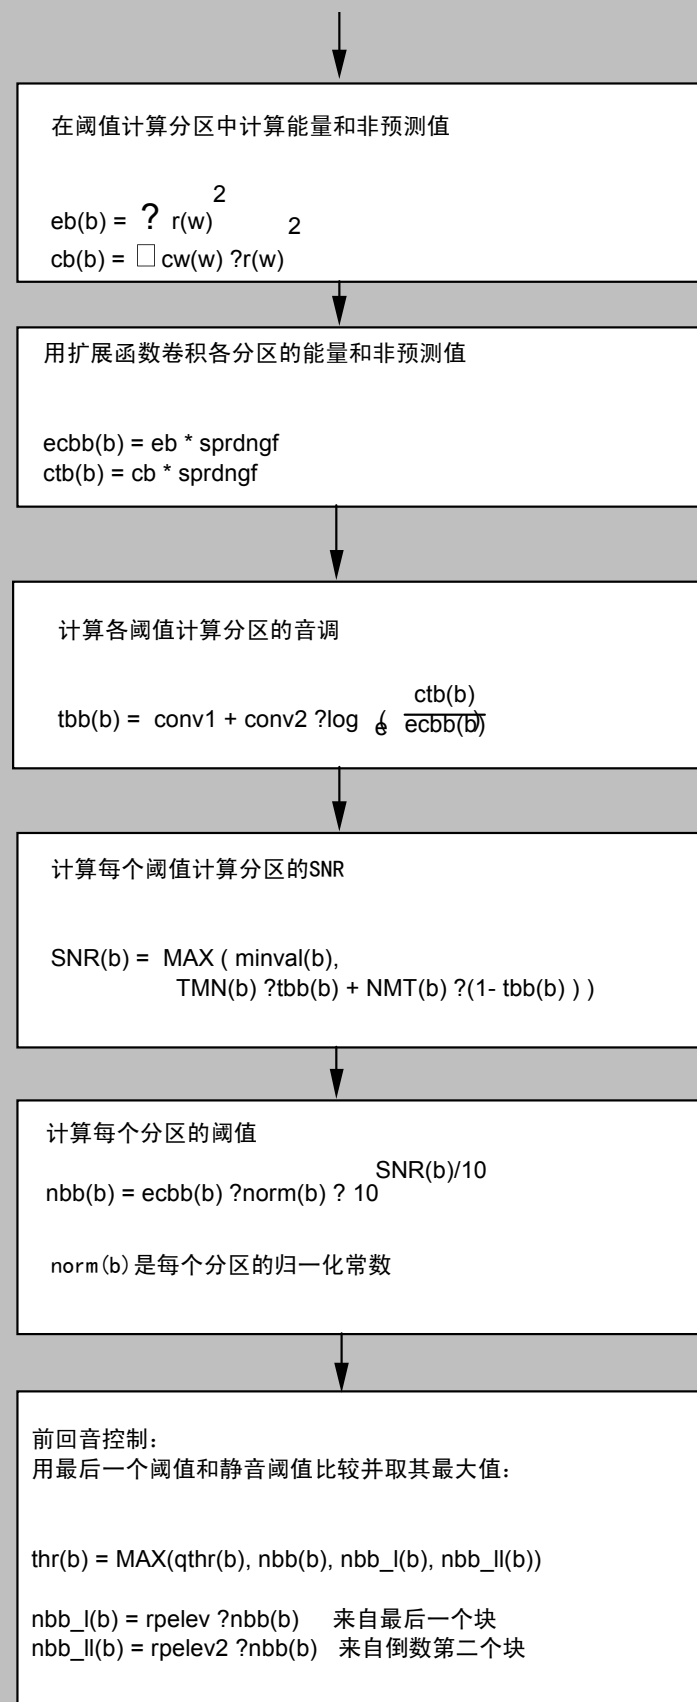 在阈值计算分区中计算能量和非预测值
eb(b) = ? r(w)2
cb(b) = □ cw(w) ?r(w)2
用扩展函数卷积各分区的能量和非预测值
ecbb(b) = eb * sprdngf
ctb(b) = cb * sprdngf
计算各阈值计算分区的音调
tbb(b) = conv1 + conv2 ?log e ( ctb(b)
ecbb(b) )
计算每个阈值计算分区的SNR
SNR(b) = MAX ( minval(b),
TMN(b) ?tbb(b) + NMT(b) ?(1- tbb(b) ) )
计算每个分区的阈值
nbb(b) = ecbb(b) ?norm(b) ? 10 SNR(b)/10
norm(b)是每个分区的归一化常数
前回音控制:
用最后一个阈值和静音阈值比较并取其最大值:
thr(b) = MAX(qthr(b), nbb(b), nbb_l(b), nbb_ll(b))
nbb_l(b) = rpelev ?nbb(b) 来自最后一个块
nbb_ll(b) = rpelev2 ?nbb(b) 来自倒数第二个块